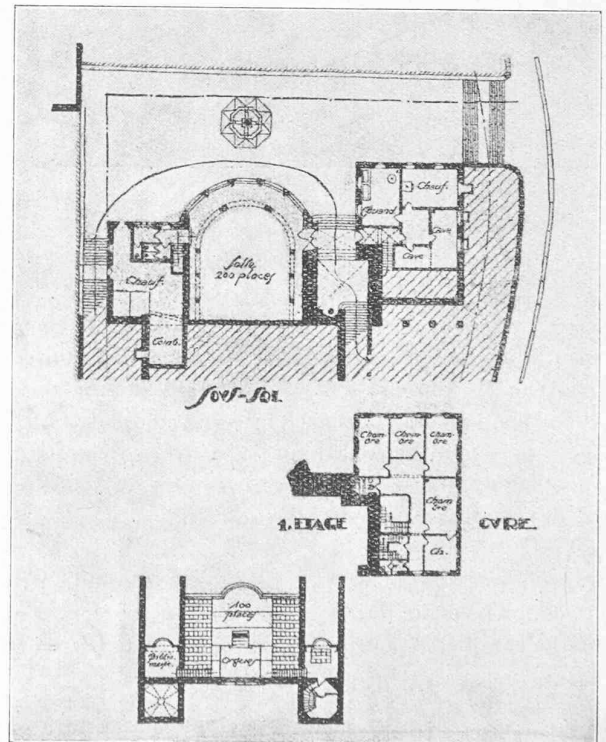 Chauf.
Buand.
Cave
Cave
Salle
200 places
Chauf.
Comb.
SOUS-SOL
Cham-
bre
Cham-
bre
Cham-
bre
Cham-
bre
1. ETAGE
CURE
Ch.
100
places
Orgues